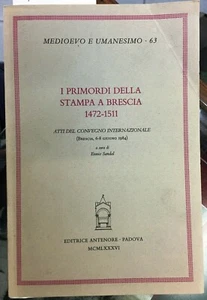 MEDIOEVO E UMANESIMO - 63
I PRIMORDI DELLA
STAMPA A BRESCIA
1472-1511
ATTI DEL CONVEGNO INTERNAZIONALE
(BRESCIA, 6-8 GIUGNO 1984)
a cura di
Ennio Sandal
EDITRICE ANTENORE · PADOVA
MCMLXXXVI